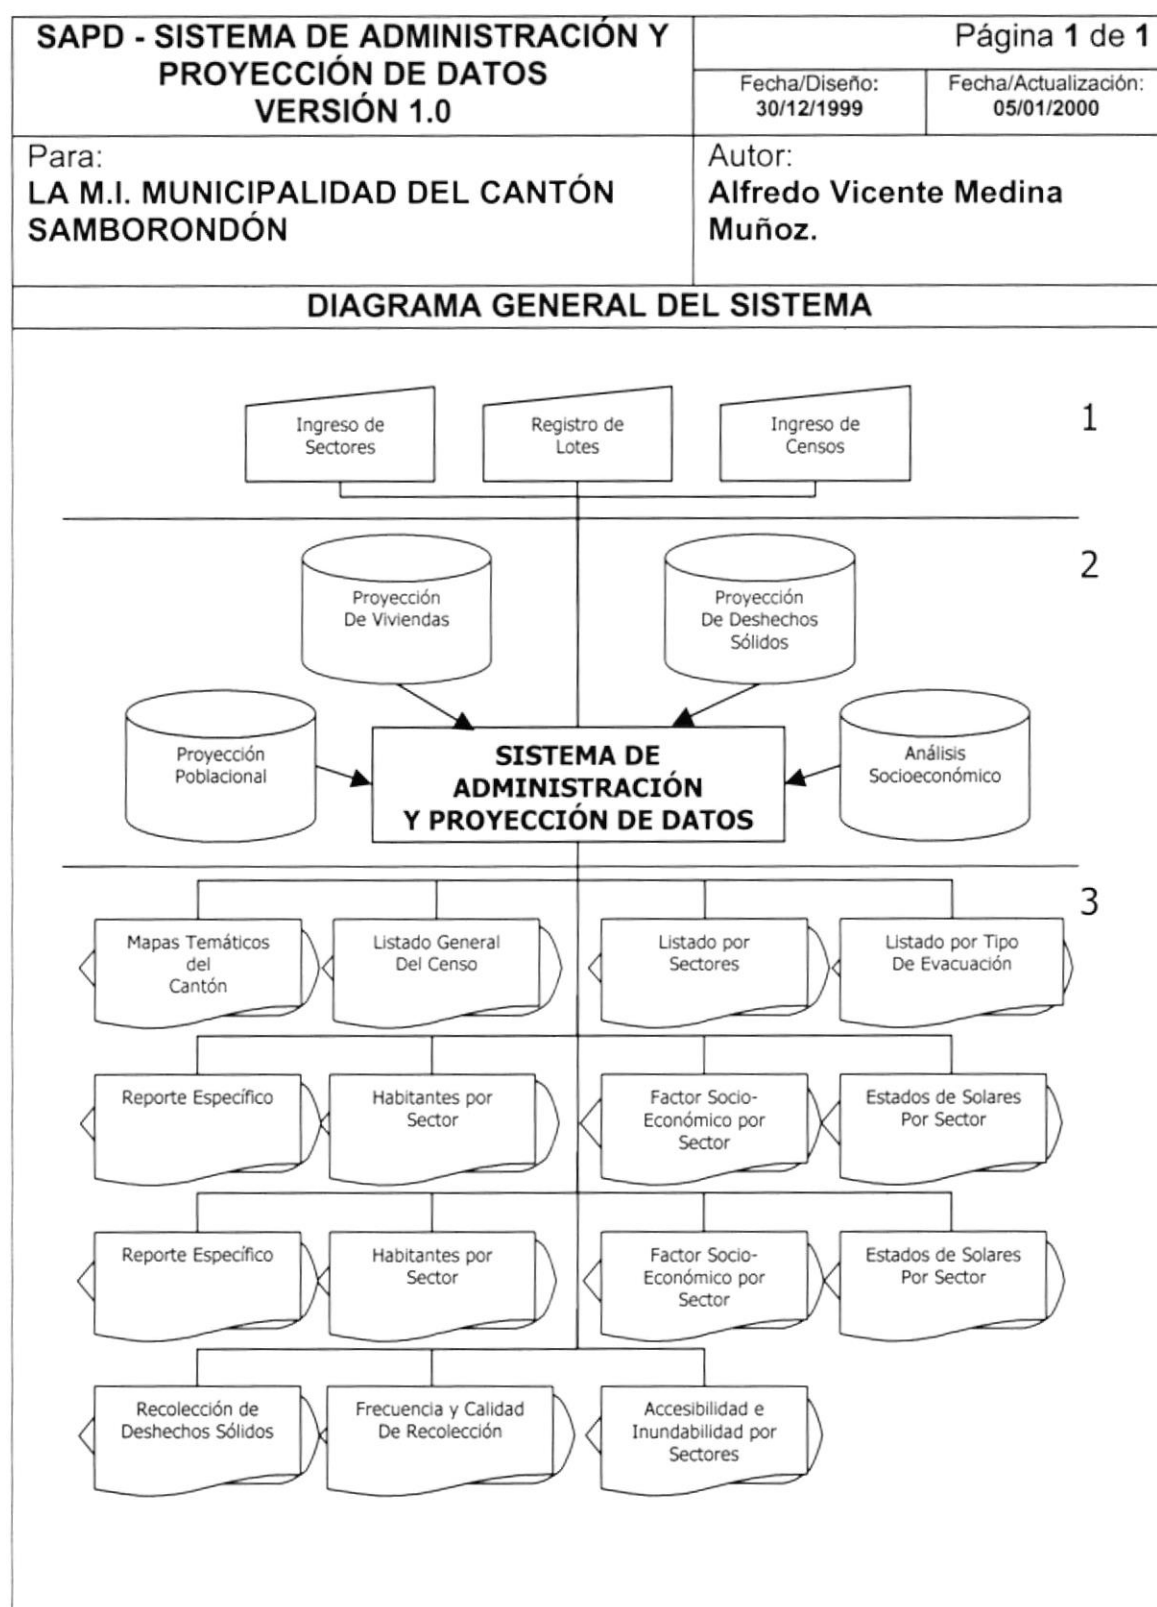 SAPD - SISTEMA DE ADMINISTRACIÓN Y
PROYECCIÓN DE DATOS
VERSIÓN 1.0
Página 1 de 1
Fecha/Diseño:
30/12/1999
Fecha/Actualización:
05/01/2000
Para:
LA M.I. MUNICIPALIDAD DEL CANTÓN
SAMBORONDÓN
Autor:
Alfredo Vicente Medina
Muñoz.
DIAGRAMA GENERAL DEL SISTEMA
Ingreso de
Sectores
Registro de
Lotes
Ingreso de
Censos
1
2
Proyección
De Viviendas
Proyección
De Deshechos
Sólidos
Proyección
Poblacional
SISTEMA DE
ADMINISTRACIÓN
Y PROYECCIÓN DE DATOS
Análisis
Socioeconómico
3
Mapas Temáticos
del
Cantón
Listado General
Del Censo
Listado por
Sectores
Listado por Tipo
De Evacuación
Reporte Específico
Habitantes por
Sector
Factor Socio-
Económico por
Sector
Estados de Solares
Por Sector
Reporte Específico
Habitantes por
Sector
Factor Socio-
Económico por
Sector
Estados de Solares
Por Sector
Recolección de
Deshechos Sólidos
Frecuencia y Calidad
De Recolección
Accesibilidad e
Inundabilidad por
Sectores